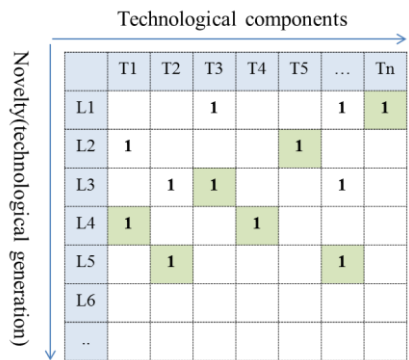 Technological components
Novelty(technological generation)
T1 T2 T3 T4 T5 ... Tn
L1 1 1 1
L2 1 1
L3 1 1 1
L4 1 1
L5 1 1
L6
..